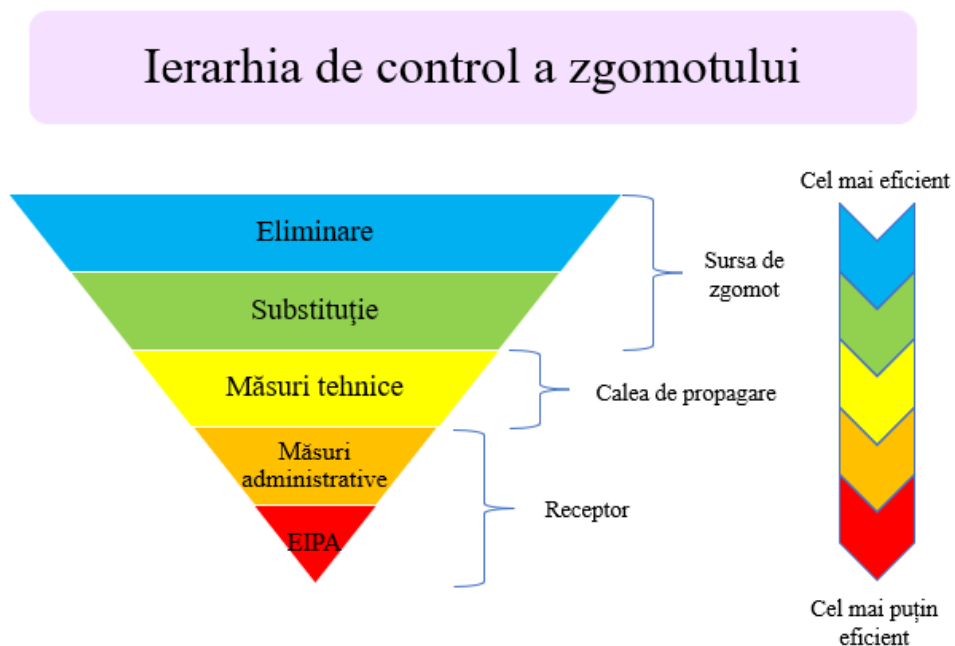 Ierarhia de control a zgomotului
Cel mai eficient
Eliminare
Sursa de
zgomot
Substituţie
Măsuri tehnice
Calea de propagare
Măsuri
administrative
Receptor
EIPA
Cel mai puțin
eficient